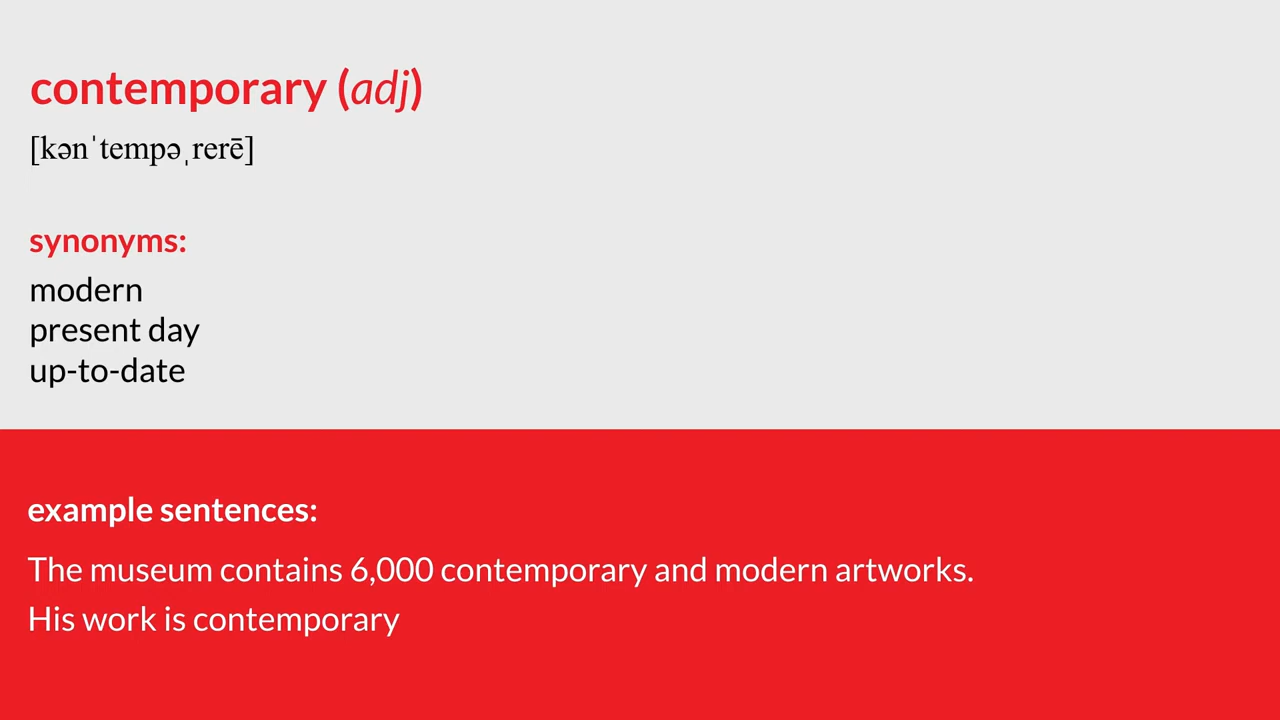 contemporary (adj)
[kənˈtempəˌrerē]
synonyms:
modern
present day
up-to-date
example sentences:
The museum contains 6,000 contemporary and modern artworks.
His work is contemporary